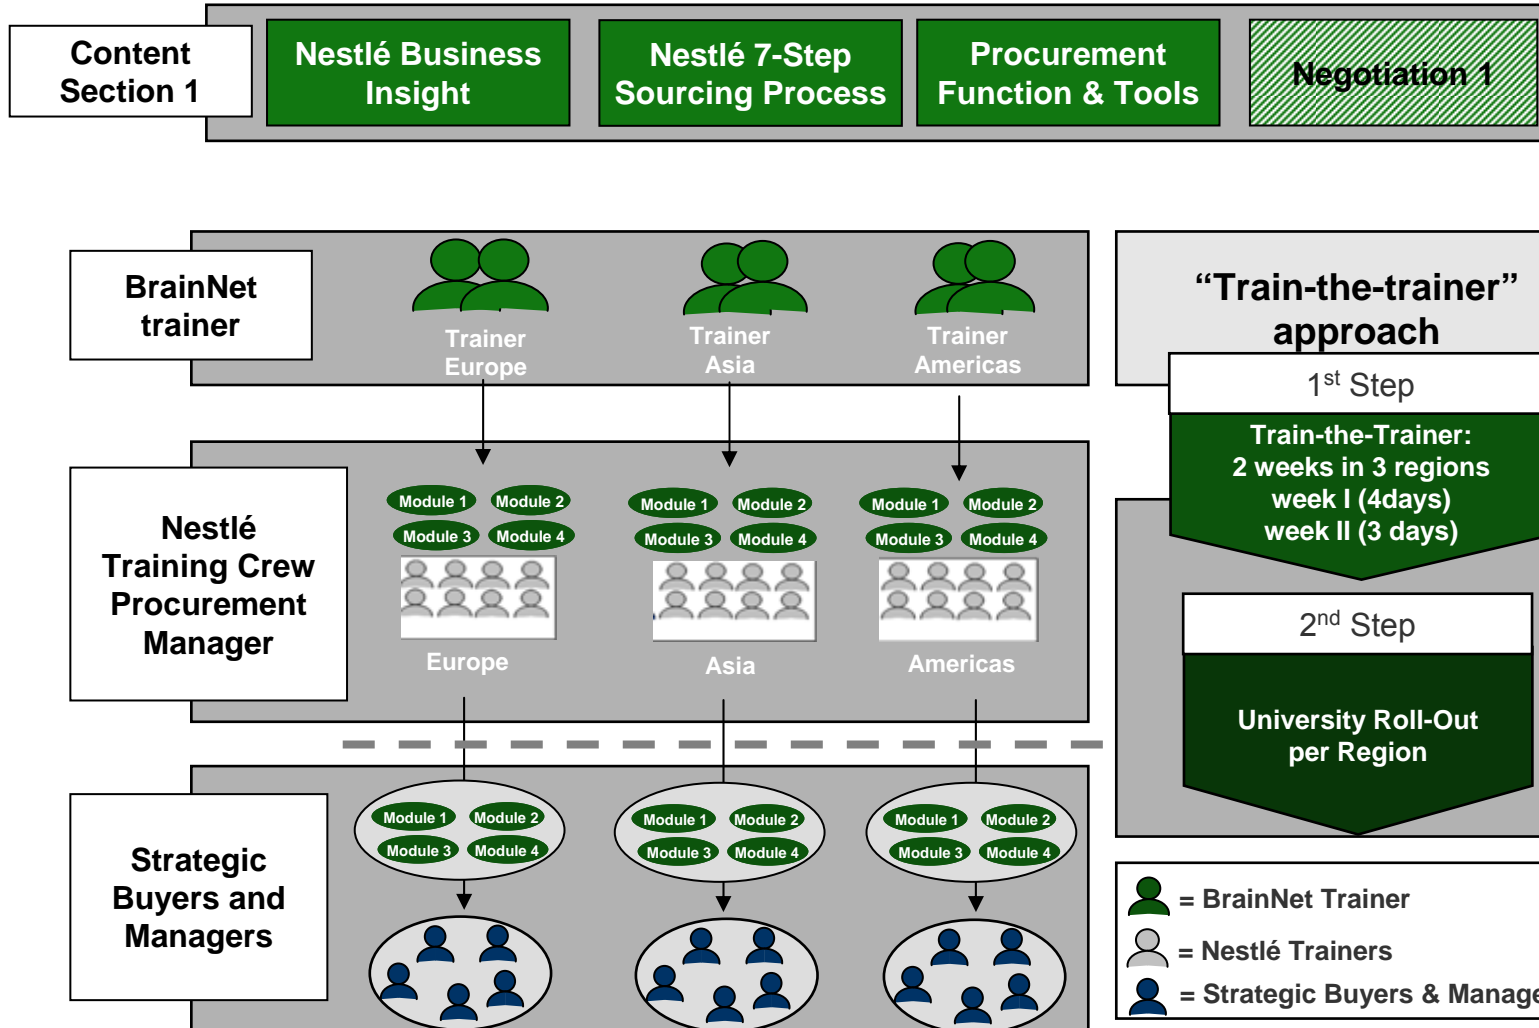 Content
Section 1
Nestlé Business
Insight
Nestlé 7-Step
Sourcing Process
Procurement
Function & Tools
Negotiation 1
BrainNet
trainer
Trainer
Europe
Trainer
Asia
Trainer
Americas
“Train-the-trainer”
approach
1st Step
Train-the-Trainer:
2 weeks in 3 regions
week I (4days)
week II (3 days)
Nestlé
Training Crew
Procurement
Manager
Module 1 Module 2
Module 3 Module 4
Europe
Module 1 Module 2
Module 3 Module 4
Asia
Module 1 Module 2
Module 3 Module 4
Americas
2nd Step
University Roll-Out
per Region
Strategic
Buyers and
Managers
Module 1 Module 2
Module 3 Module 4
Module 1 Module 2
Module 3 Module 4
Module 1 Module 2
Module 3 Module 4
= BrainNet Trainer
= Nestlé Trainers
= Strategic Buyers & Manage